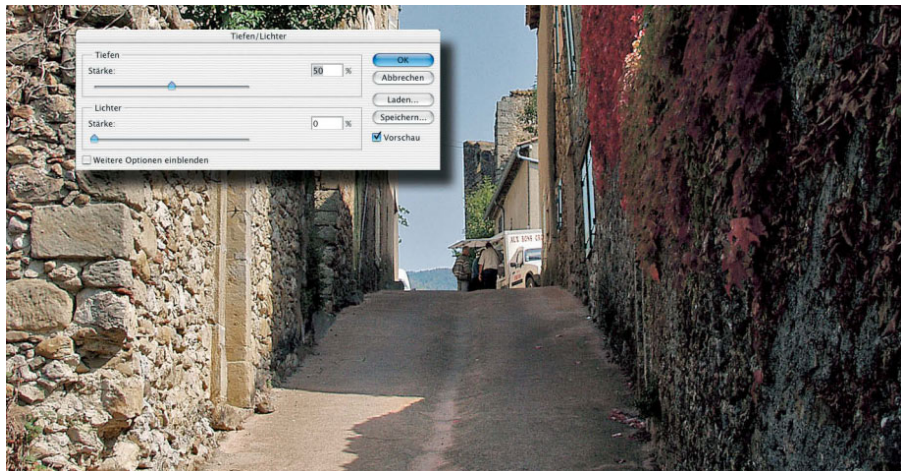 Tiefen/Lichter
Tiefen
Stärke: 50 %
OK
Abbrechen
Laden...
Speichern...
Vorschau
Lichter
Stärke: 0 %
Weitere Optionen einblenden